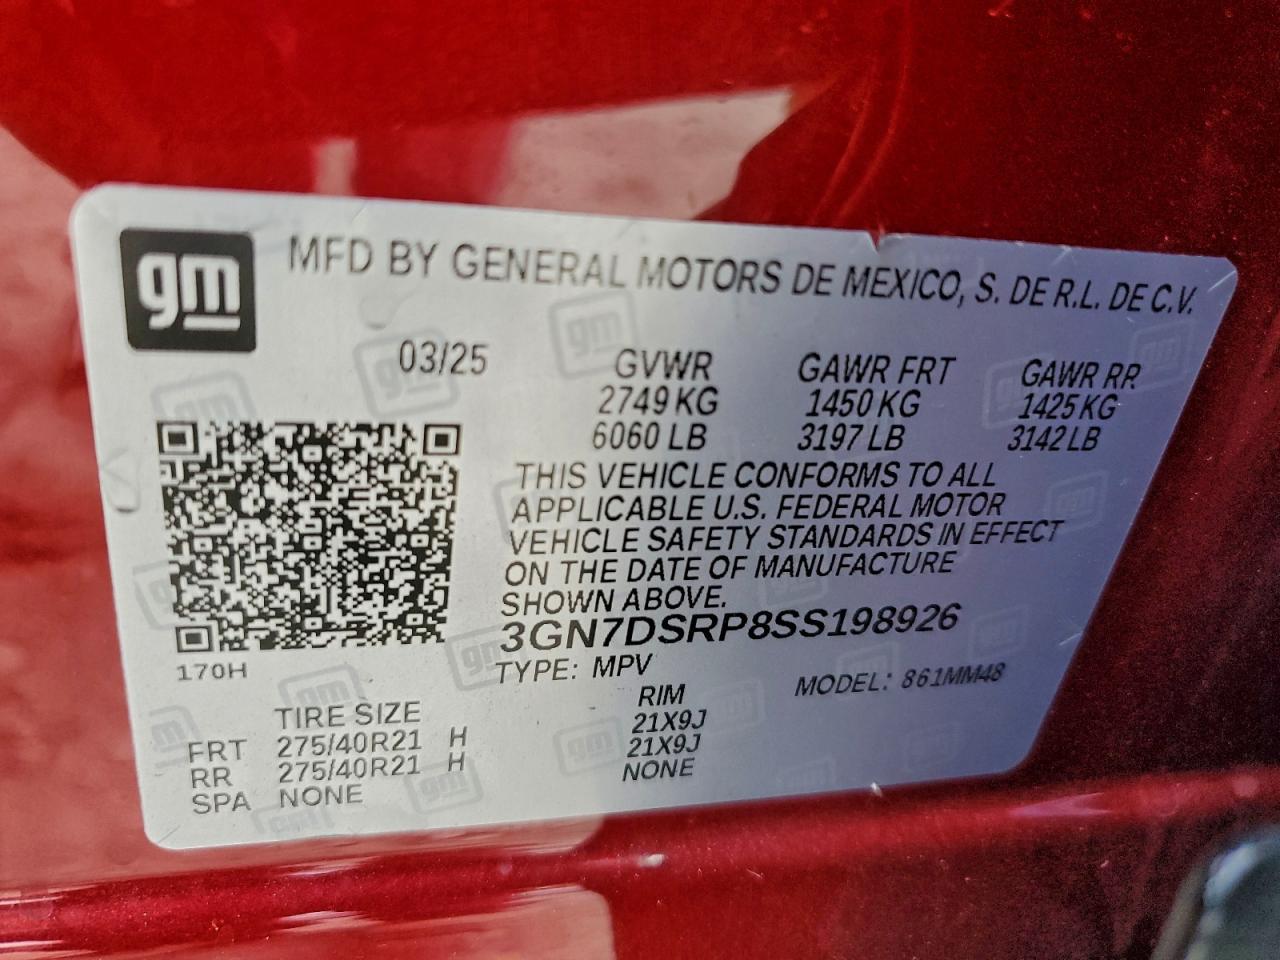 gm
MFD BY GENERAL MOTORS DE MEXICO, S. DE R.L. DE C.V.
03/25 GVWR GAWR FRT GAWR RR
2749 KG 1450 KG 1425 KG
6060 LB 3197 LB 3142 LB
THIS VEHICLE CONFORMS TO ALL
APPLICABLE U.S. FEDERAL MOTOR
VEHICLE SAFETY STANDARDS IN EFFECT
ON THE DATE OF MANUFACTURE
SHOWN ABOVE.
3GN7DSRP8SS198926
170H
TYPE: MPV MODEL: 861MM48
TIRE SIZE RIM
FRT 275/40R21 H 21X9J
RR 275/40R21 H 21X9J
SPA NONE NONE